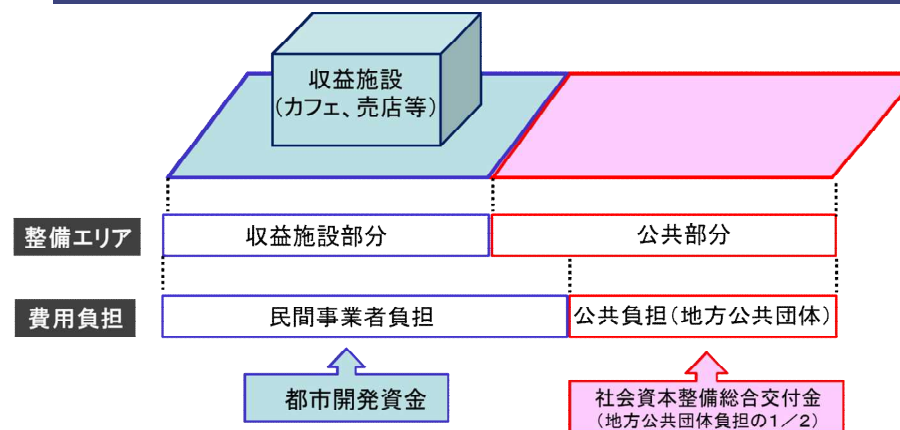 収益施設
(カフェ、売店等)
整備エリア
収益施設部分
公共部分
費用負担
民間事業者負担
公共負担(地方公共団体)
都市開発資金
社会資本整備総合交付金
(地方公共団体負担の1/2)